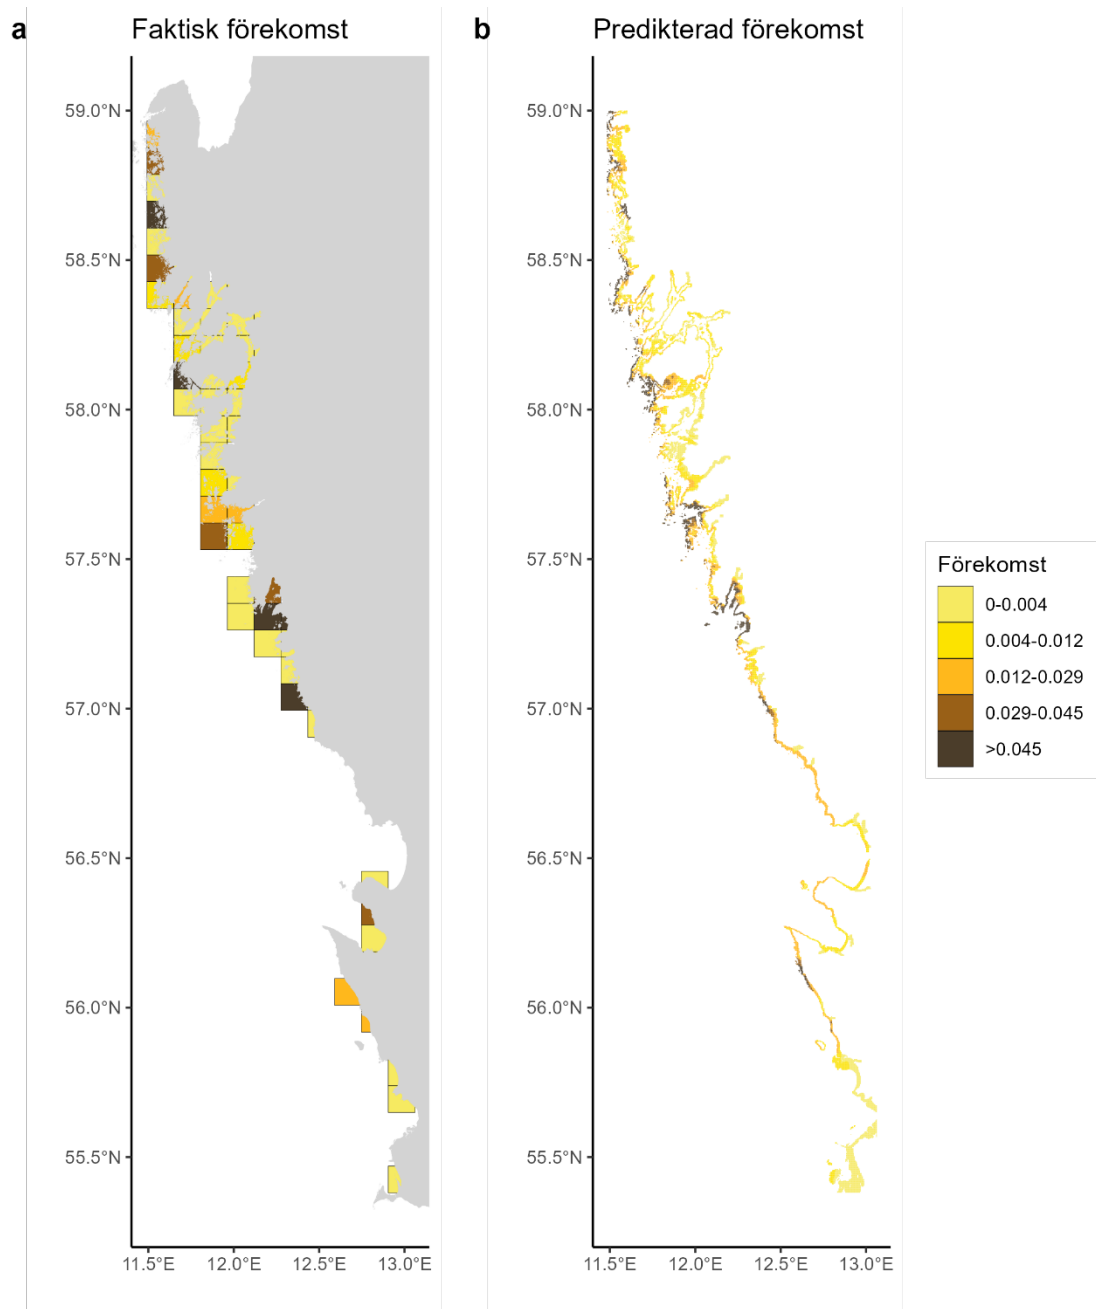 a
Faktisk förekomst
59.0°N
58.5°N
58.0°N
57.5°N
57.0°N
56.5°N
56.0°N
55.5°N
11.5°E 12.0°E 12.5°E 13.0°E
b
Predikterad förekomst
59.0°N
58.5°N
58.0°N
57.5°N
57.0°N
56.5°N
56.0°N
55.5°N
11.5°E 12.0°E 12.5°E 13.0°E
Förekomst
0-0.004
0.004-0.012
0.012-0.029
0.029-0.045
>0.045